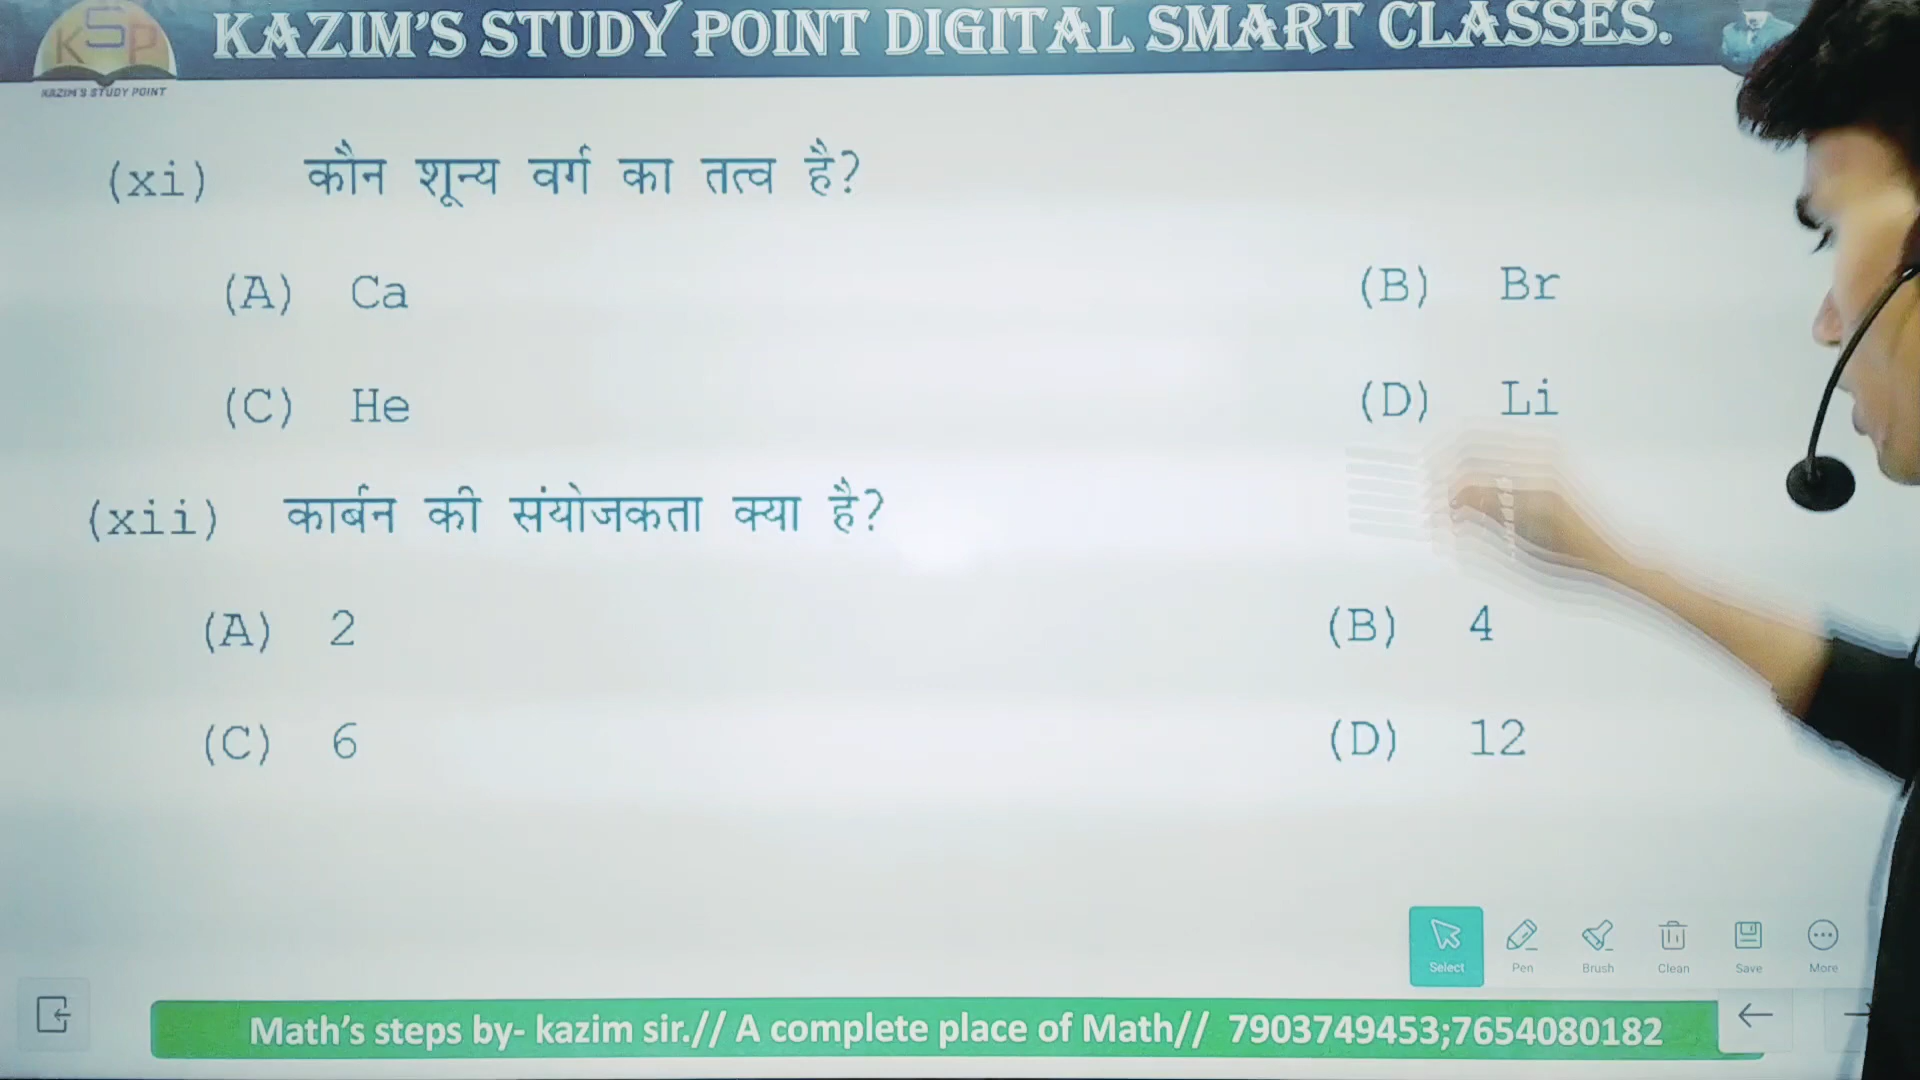 KSP
KAZIM'S STUDY POINT
KAZIM'S STUDY POINT DIGITAL SMART CLASSES.
(xi) कौन शून्य वर्ग का तत्व है?
(A) Ca
(B) Br
(C) He
(D) Li
(xii) कार्बन की संयोजकता क्या है?
(A) 2
(B) 4
(C) 6
(D) 12
Select Pen Brush Clean Save More
Math's steps by- kazim sir.// A complete place of Math// 7903749453;7654080182